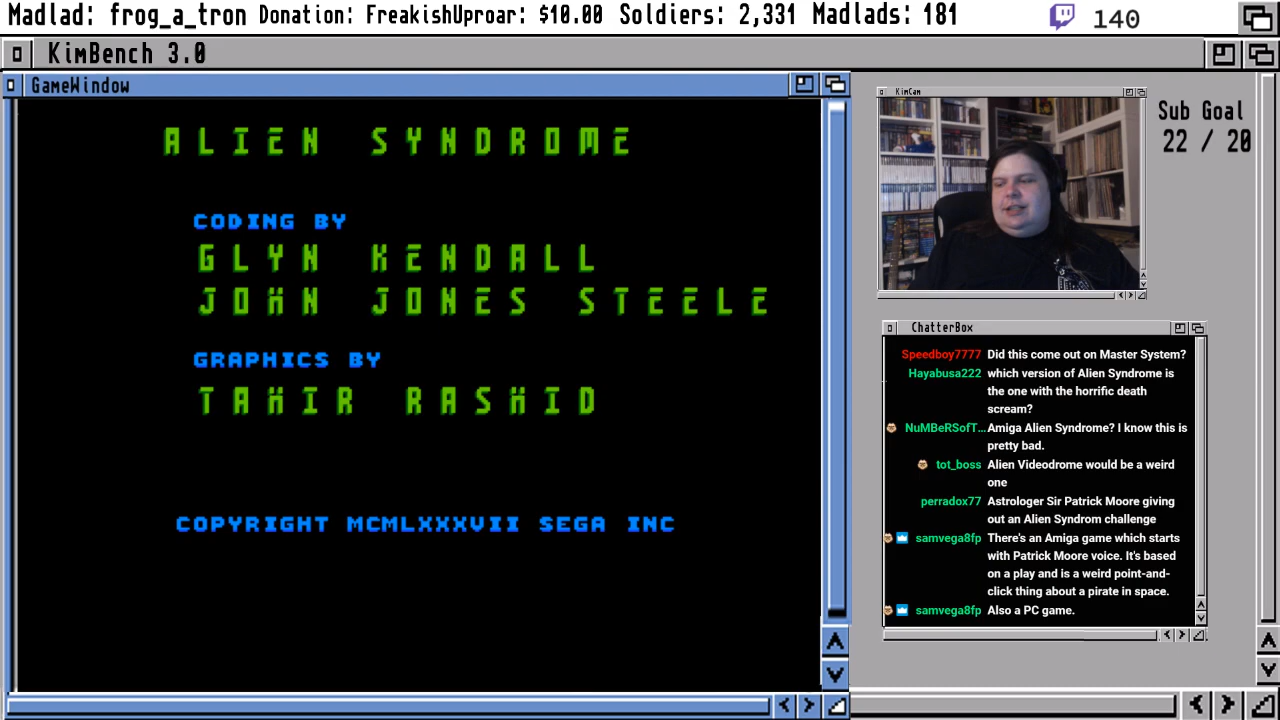 Madlad: frog_a_tron Donation: FreakishUproar: $10.00 Soldiers: 2,331 Madlads: 181 140
KimBench 3.0
GameWindow
ALIEN SYNDROME
CODING BY
GLYN KENDALL
JOHN JONES STEELE
GRAPHICS BY
TAHIR RASHID
COPYRIGHT MCMLXXXVII SEGA INC
KimCam
Sub Goal
22 / 20
ChatterBox
Speedboy7777 Did this come out on Master System?
Hayabusa222 which version of Alien Syndrome is
the one with the horrific death
scream?
NuMBeRSofT... Amiga Alien Syndrome? I know this is
pretty bad.
tot_boss Alien Videodrome would be a weird
one
perradox77 Astrologer Sir Patrick Moore giving
out an Alien Syndrom challenge
samvega8fp There's an Amiga game which starts
with Patrick Moore voice. It's based
on a play and is a weird point-and-
click thing about a pirate in space.
samvega8fp Also a PC game.